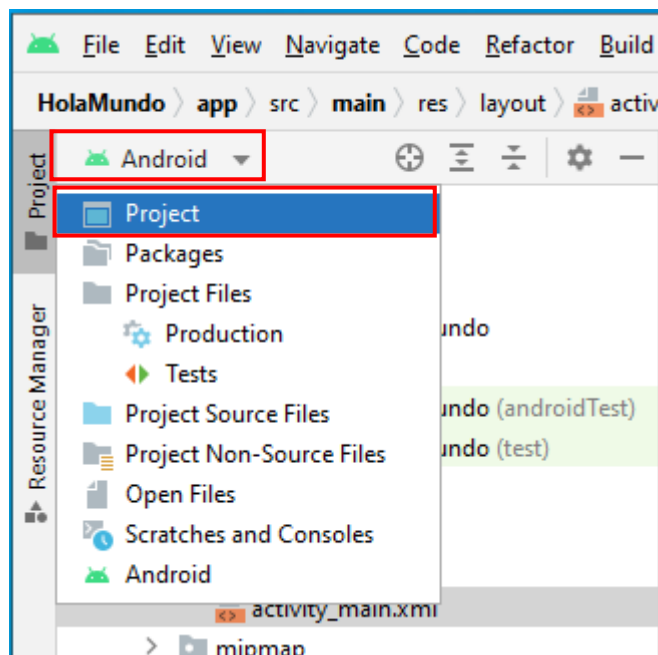 File Edit View Navigate Code Refactor Build
HolaMundo app src main res layout activ
Android
Project
Project
Packages
Project Files
undo
Production
Tests
Resource Manager
Project Source Files undo (androidTest)
Project Non-Source Files undo (test)
Open Files
Scratches and Consoles
Android
activity_main.xml
mipmap